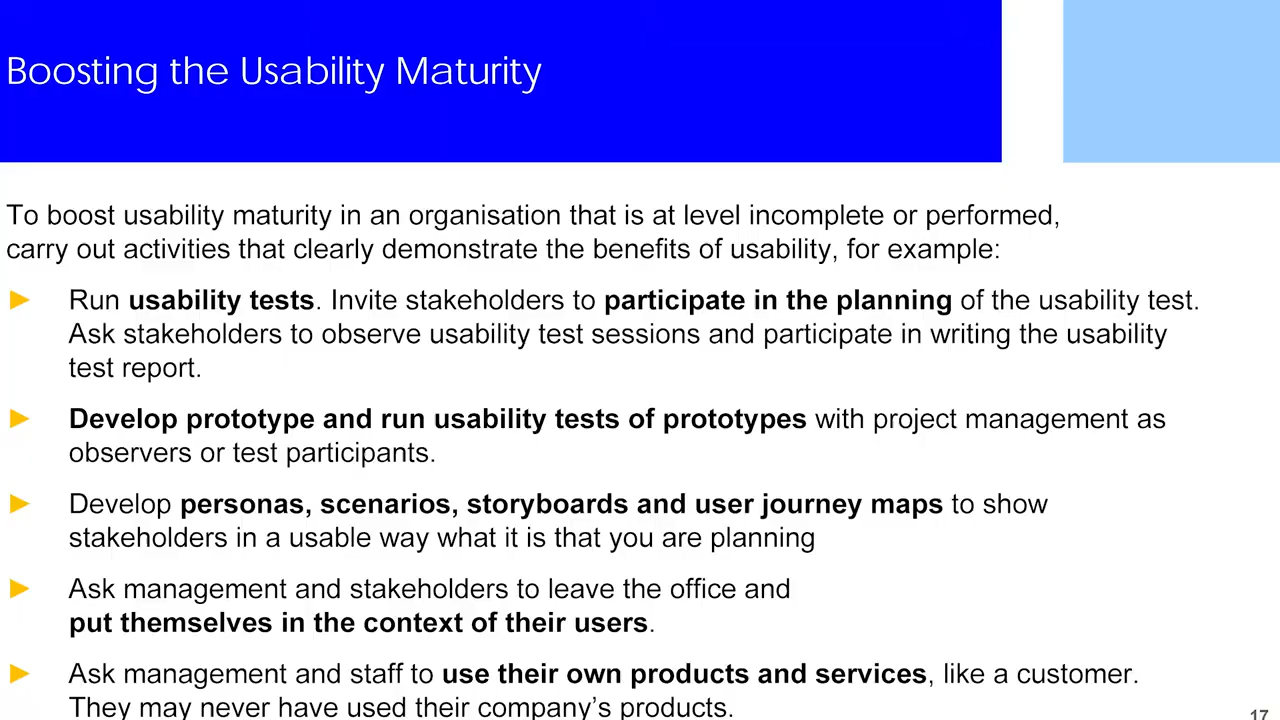 Boosting the Usability Maturity
To boost usability maturity in an organisation that is at level incomplete or performed,
carry out activities that clearly demonstrate the benefits of usability, for example:
► Run usability tests. Invite stakeholders to participate in the planning of the usability test.
Ask stakeholders to observe usability test sessions and participate in writing the usability
test report.
► Develop prototype and run usability tests of prototypes with project management as
observers or test participants.
► Develop personas, scenarios, storyboards and user journey maps to show
stakeholders in a usable way what it is that you are planning
► Ask management and stakeholders to leave the office and
put themselves in the context of their users.
► Ask management and staff to use their own products and services, like a customer.
They may never have used their company's products.
17